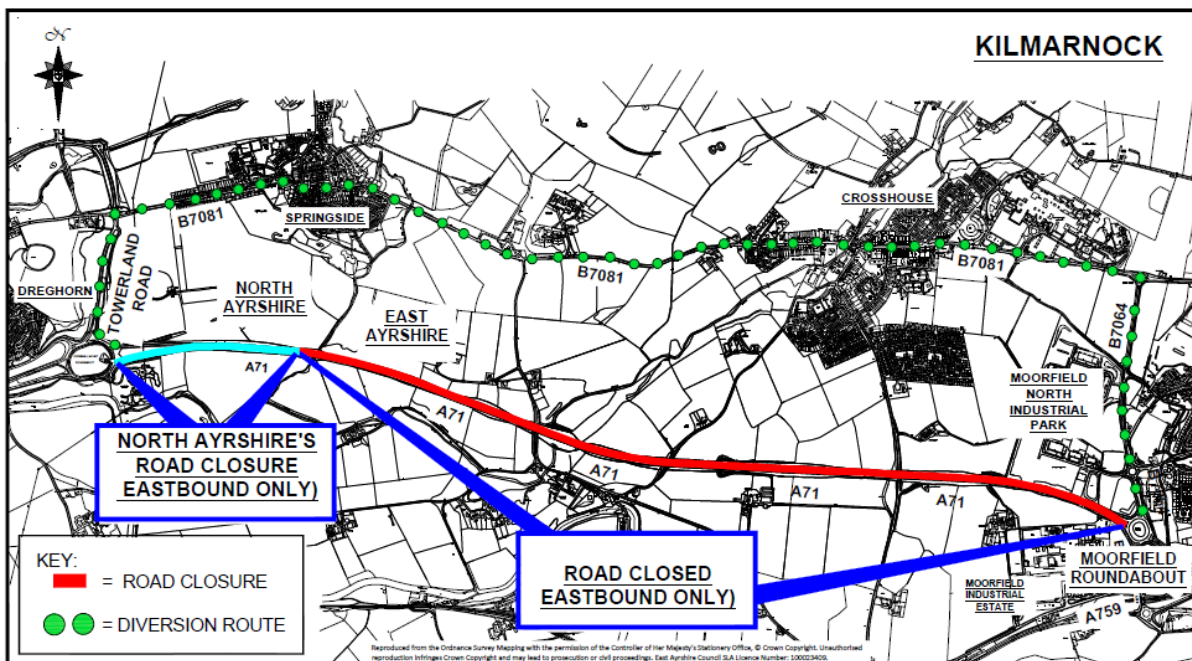 N
KILMARNOCK
CROSSHOUSE
SPRINGSIDE
B7081
B7081
B7081
DREGHORN
TOWERLAND
ROAD
NORTH
AYRSHIRE
EAST
AYRSHIRE
B7064
A71
A71
A71
A71
A71
MOORFIELD
NORTH
INDUSTRIAL
PARK
NORTH AYRSHIRE'S
ROAD CLOSURE
EASTBOUND ONLY)
ROAD CLOSED
EASTBOUND ONLY)
MOORFIELD
ROUNDABOUT
MOORFIELD
INDUSTRIAL
ESTATE
A759
KEY:
= ROAD CLOSURE
= DIVERSION ROUTE
Reproduced from the Ordnance Survey Mapping with the permission of the Controller of Her Majesty's Stationery Office, © Crown Copyright. Unauthorised
reproduction infringes Crown Copyright and may lead to prosecution or civil proceedings. East Ayrshire Council SLA Licence Number: 100023409.